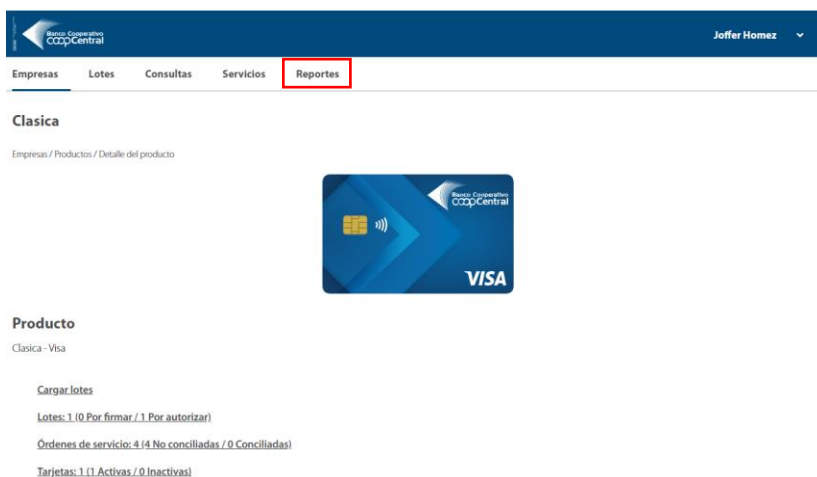 Banco Cooperativo
coopCentral
Joffer Homez
Empresas Lotes Consultas Servicios Reportes
Clasica
Empresas / Productos / Detalle del producto
Banco Cooperativo
coopCentral
VISA
Producto
Clasica - Visa
Cargar lotes
Lotes: 1 (0 Por firmar / 1 Por autorizar)
Órdenes de servicio: 4 (4 No conciliadas / 0 Conciliadas)
Tarjetas: 1 (1 Activas / 0 Inactivas)